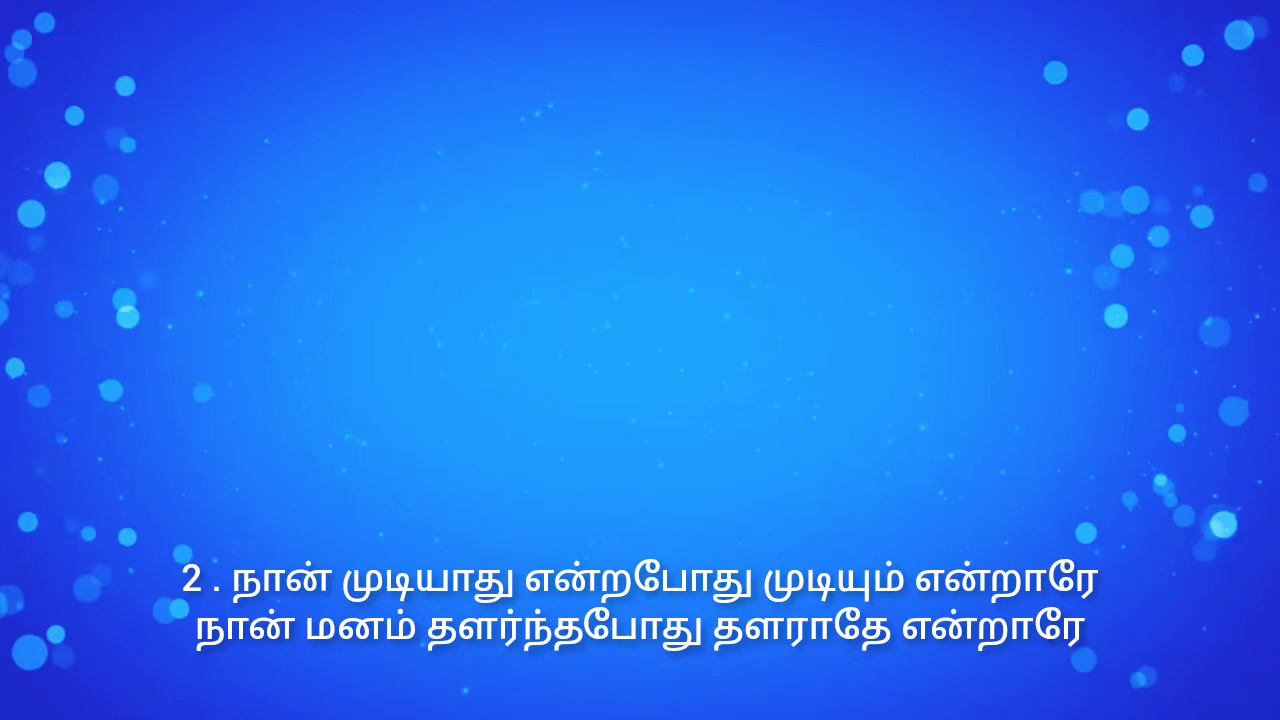 2 . நான் முடியாது என்றபோது முடியும் என்றாரே
நான் மனம் தளர்ந்தபோது தளராதே என்றாரே